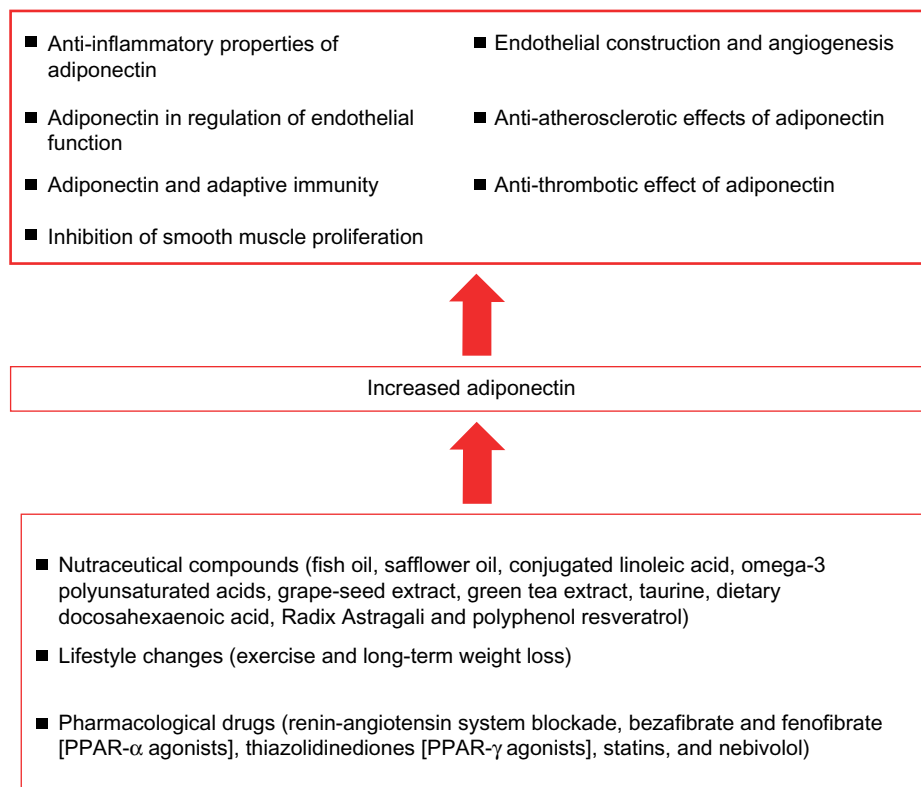 ■ Anti-inflammatory properties of
adiponectin
■ Adiponectin in regulation of endothelial
function
■ Adiponectin and adaptive immunity
■ Inhibition of smooth muscle proliferation
■ Endothelial construction and angiogenesis
■ Anti-atherosclerotic effects of adiponectin
■ Anti-thrombotic effect of adiponectin
Increased adiponectin
■ Nutraceutical compounds (fish oil, safflower oil, conjugated linoleic acid, omega-3
polyunsaturated acids, grape-seed extract, green tea extract, taurine, dietary
docosahexaenoic acid, Radix Astragali and polyphenol resveratrol)
■ Lifestyle changes (exercise and long-term weight loss)
■ Pharmacological drugs (renin-angiotensin system blockade, bezafibrate and fenofibrate
[PPAR-α agonists], thiazolidinediones [PPAR-γ agonists], statins, and nebivolol)